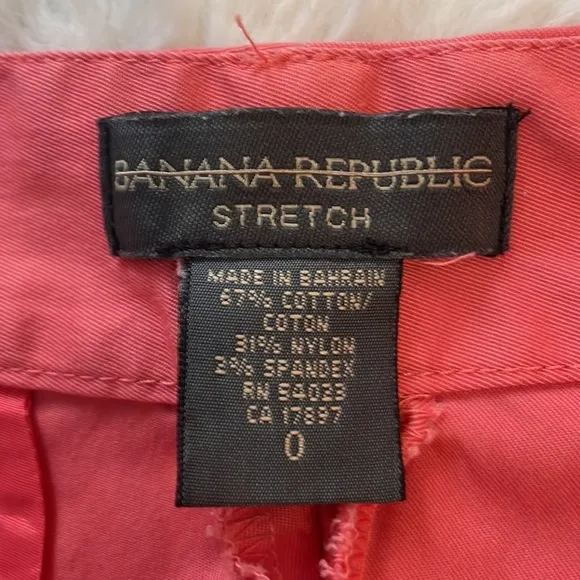 BANANA REPUBLIC
STRETCH
MADE IN BAHRAIN
67% COTTON/
COTON
31% NYLON
2% SPANDEX
RN 54023
CA 17897
0